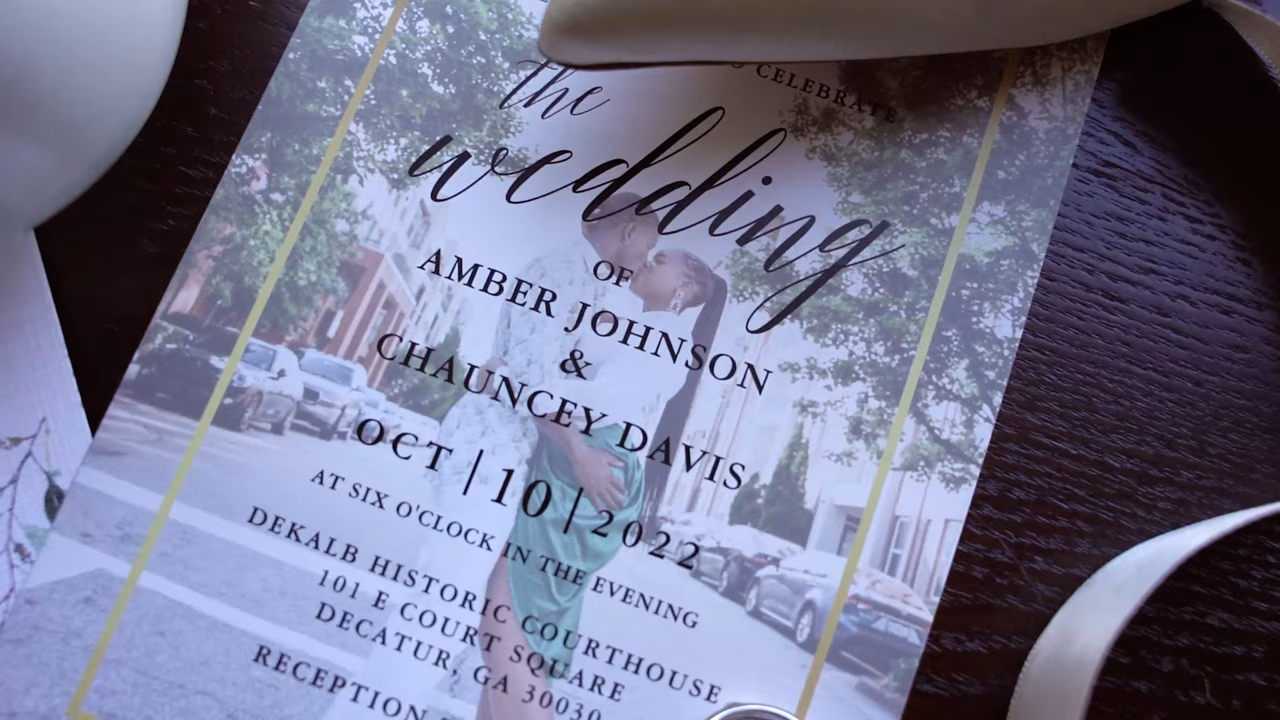 CELEBRATE
the
wedding
OF
AMBER JOHNSON
&
CHAUNCEY DAVIS
OCT | 10 | 2022
AT SIX O'CLOCK IN THE EVENING
DEKALB HISTORIC COURTHOUSE
101 E COURT SQUARE
DECATUR, GA 30030
RECEPTION